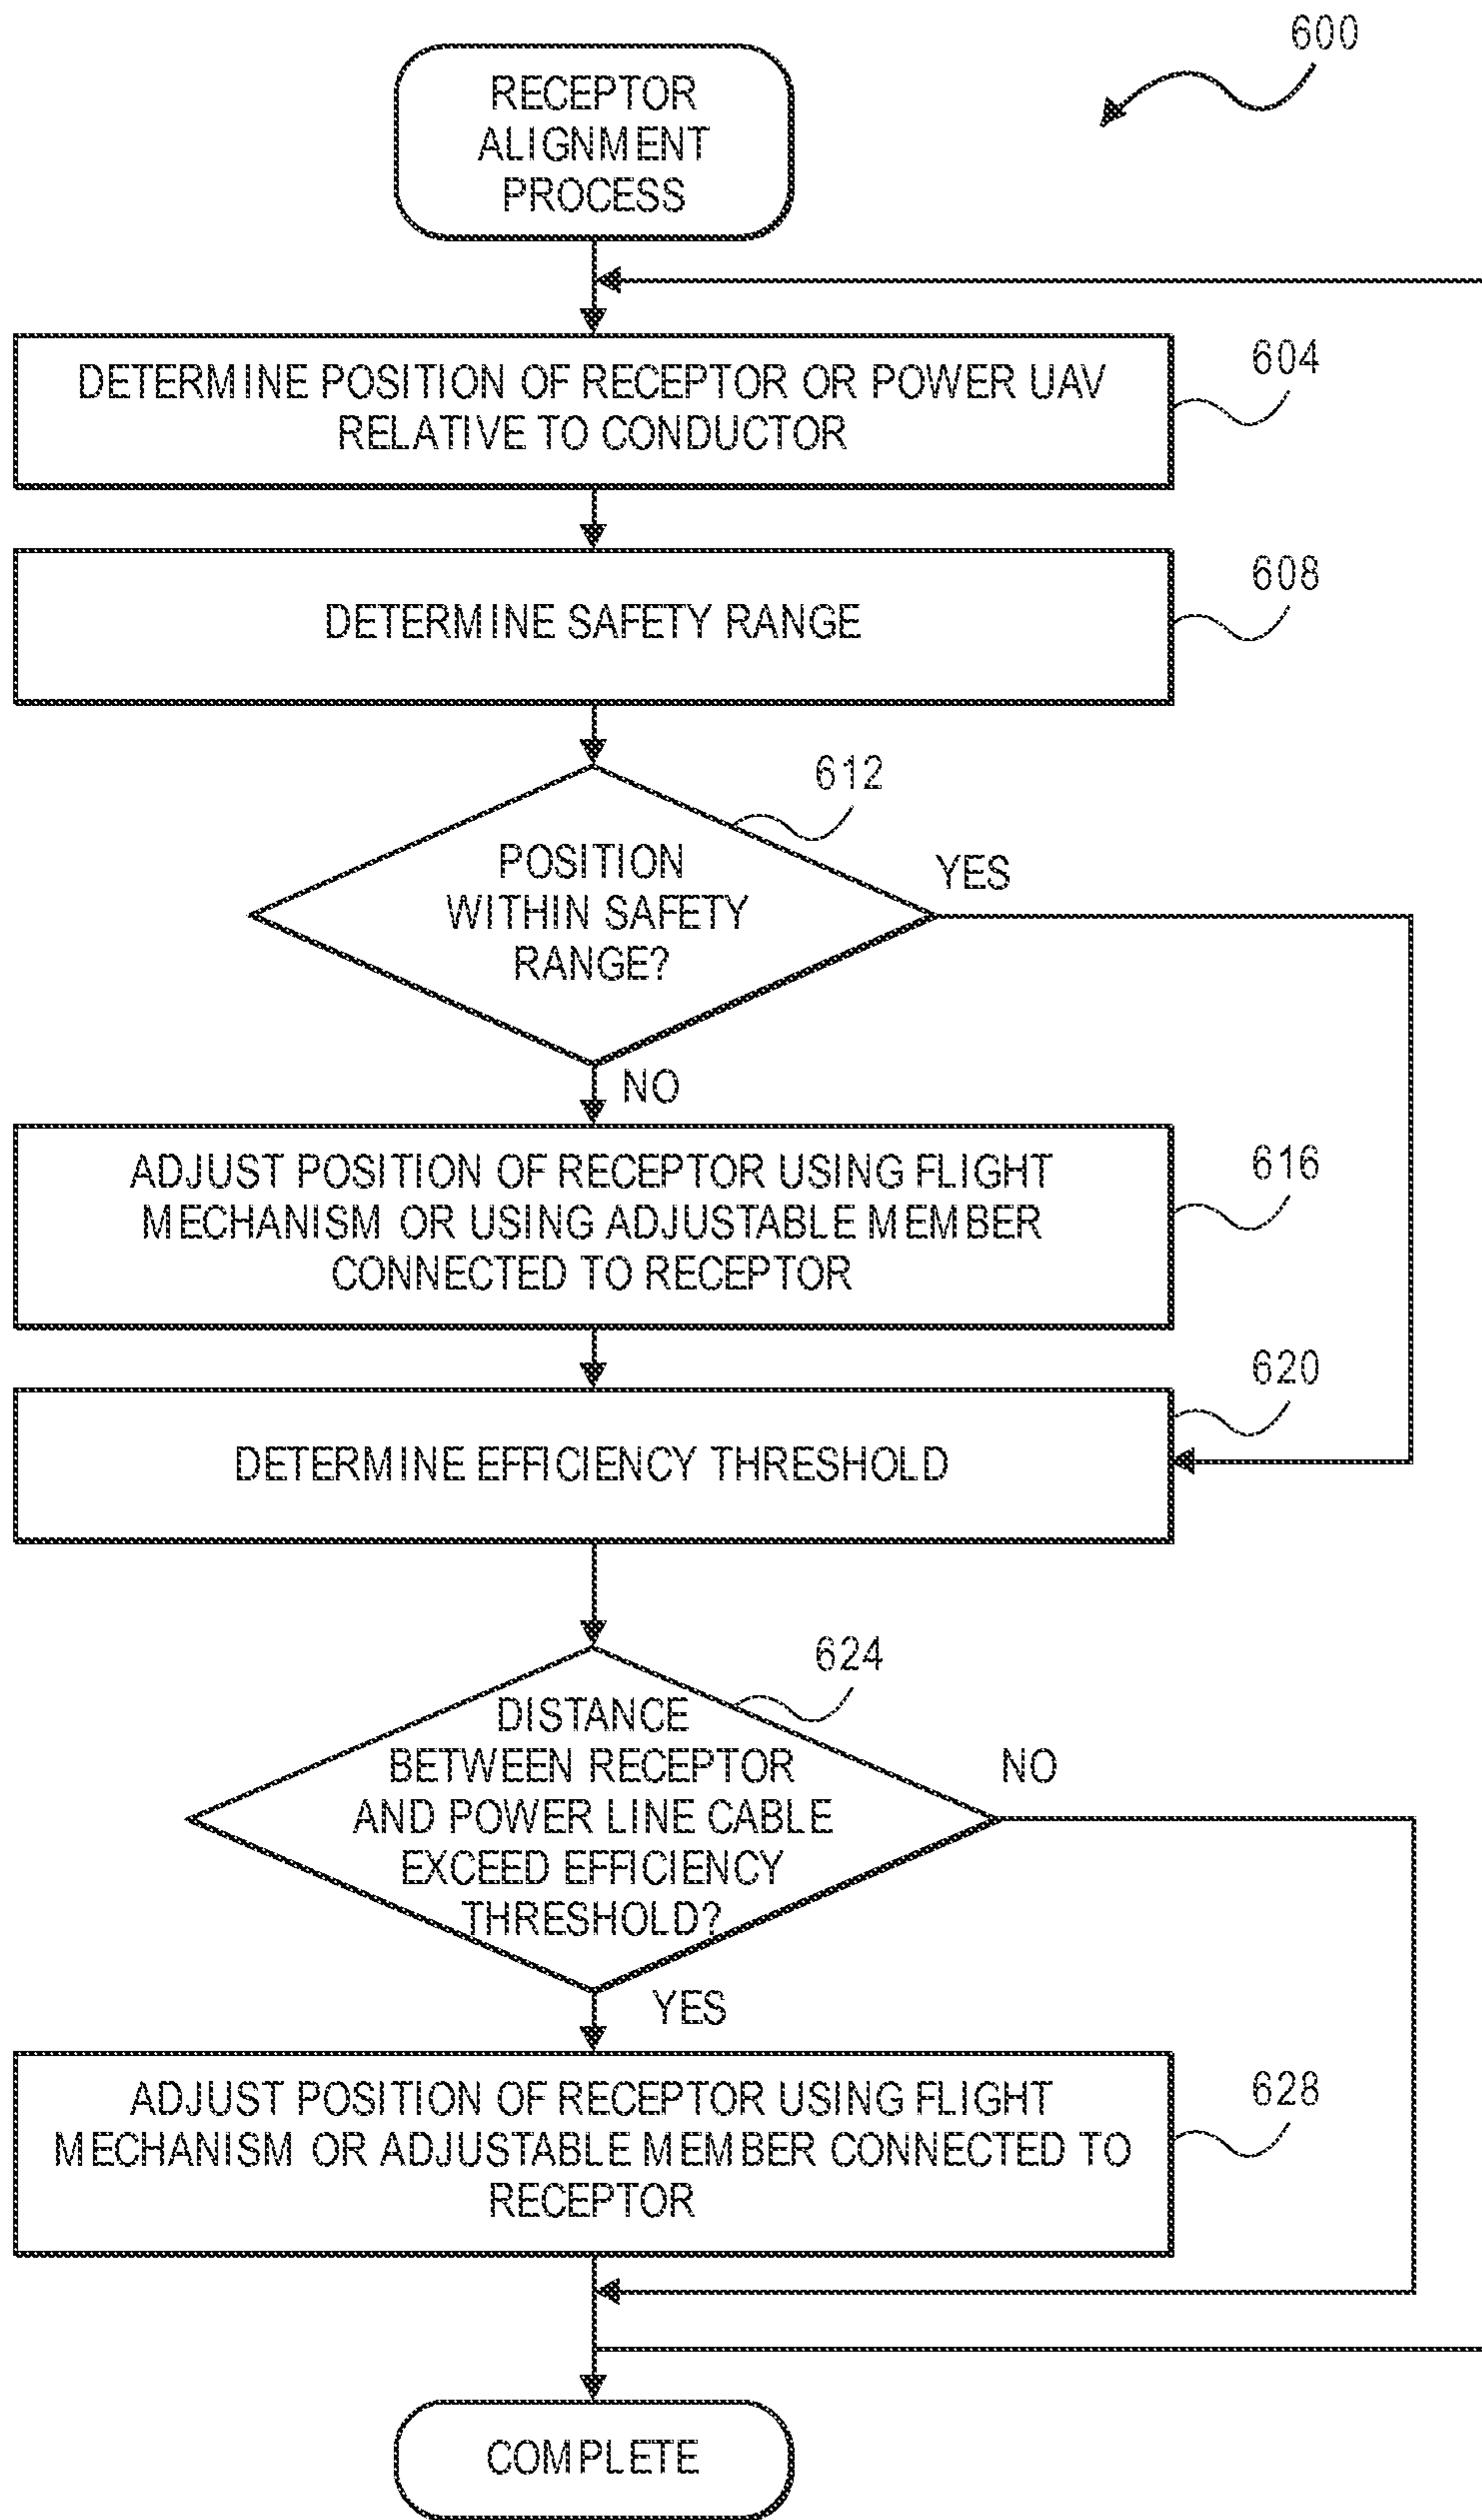 600
RECEPTOR
ALIGNMENT
PROCESS
DETERMINE POSITION OF RECEPTOR OR POWER UAV
RELATIVE TO CONDUCTOR
604
DETERMINE SAFETY RANGE
608
612
POSITION
WITHIN SAFETY
RANGE?
YES
NO
ADJUST POSITION OF RECEPTOR USING FLIGHT
MECHANISM OR USING ADJUSTABLE MEMBER
CONNECTED TO RECEPTOR
616
DETERMINE EFFICIENCY THRESHOLD
620
624
DISTANCE
BETWEEN RECEPTOR
AND POWER LINE CABLE
EXCEED EFFICIENCY
THRESHOLD?
NO
YES
ADJUST POSITION OF RECEPTOR USING FLIGHT
MECHANISM OR ADJUSTABLE MEMBER CONNECTED TO
RECEPTOR
628
COMPLETE